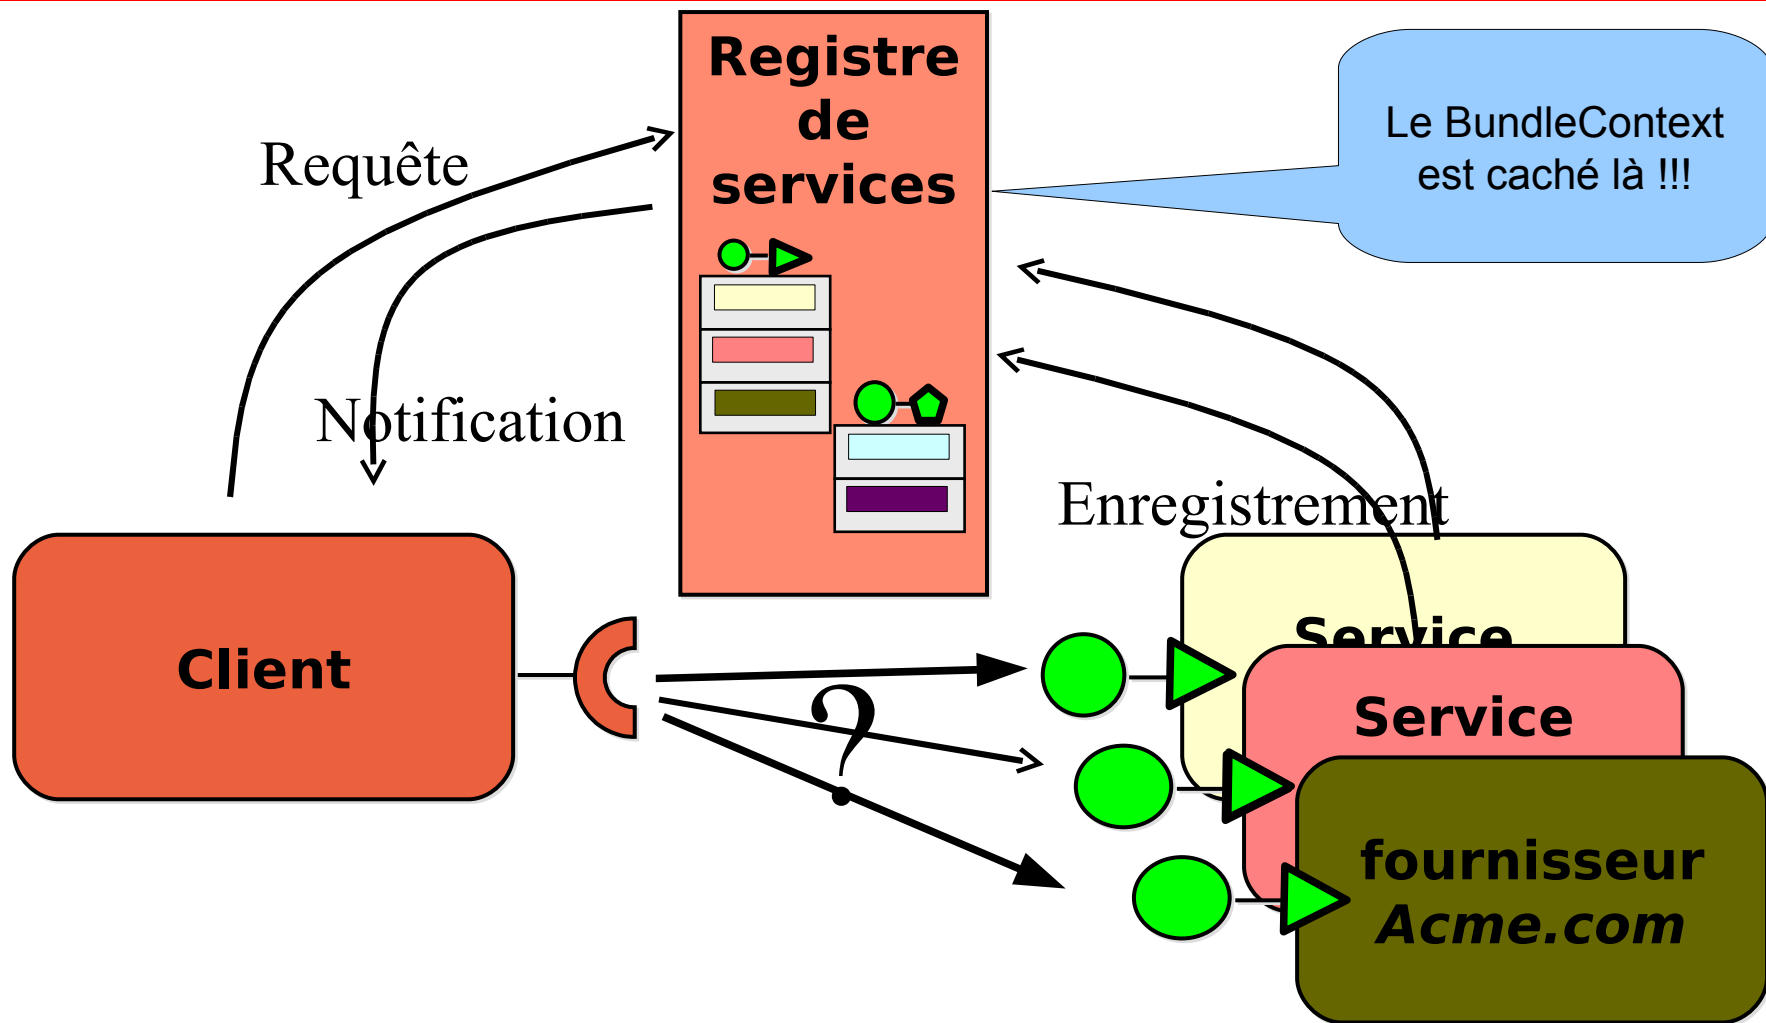 Registre
de
services
Le BundleContext
est caché là !!!
Requête
Notification
Enregistrement
Client
?
Service
Service
fournisseur
Acme.com